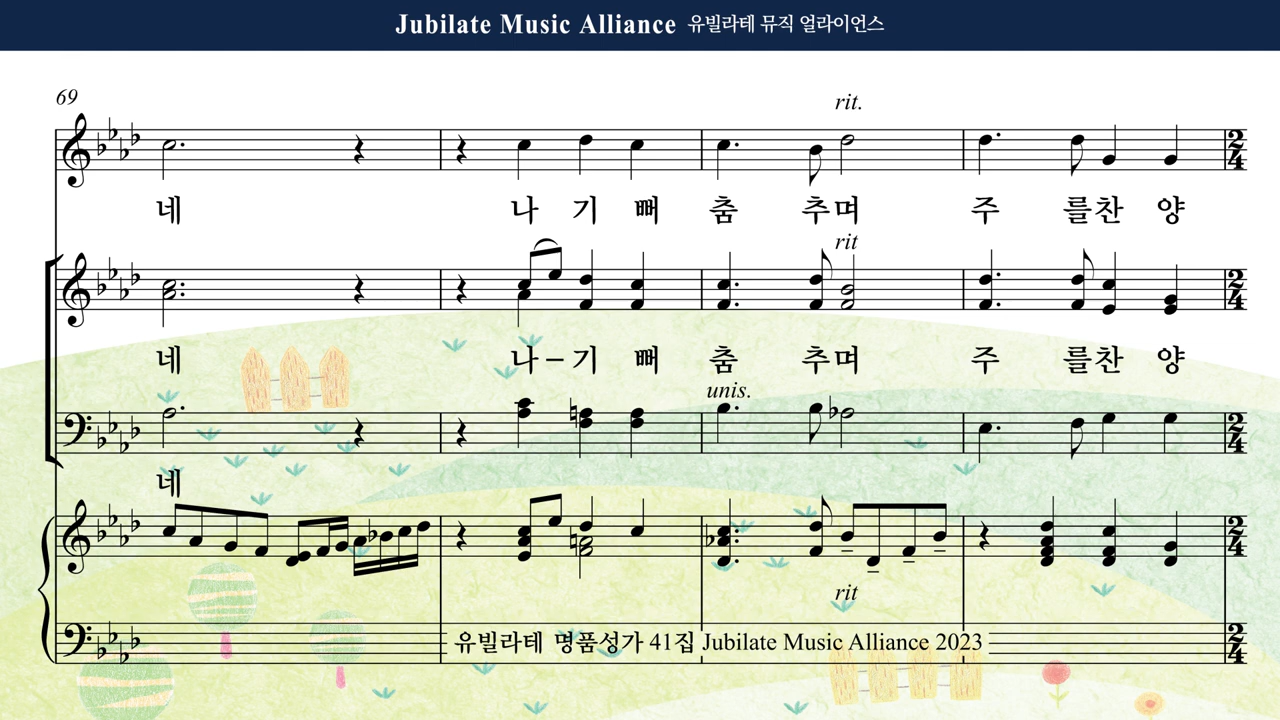 Jubilate Music Alliance 유빌라테 뮤직 얼라이언스
69
rit.
네 나 기 뻐 춤 추며 주 를찬 양
rit
네 나-기 뻐 춤 추며 주 를찬 양
unis.
네
rit
유빌라테 명품성가 41집 Jubilate Music Alliance 2023